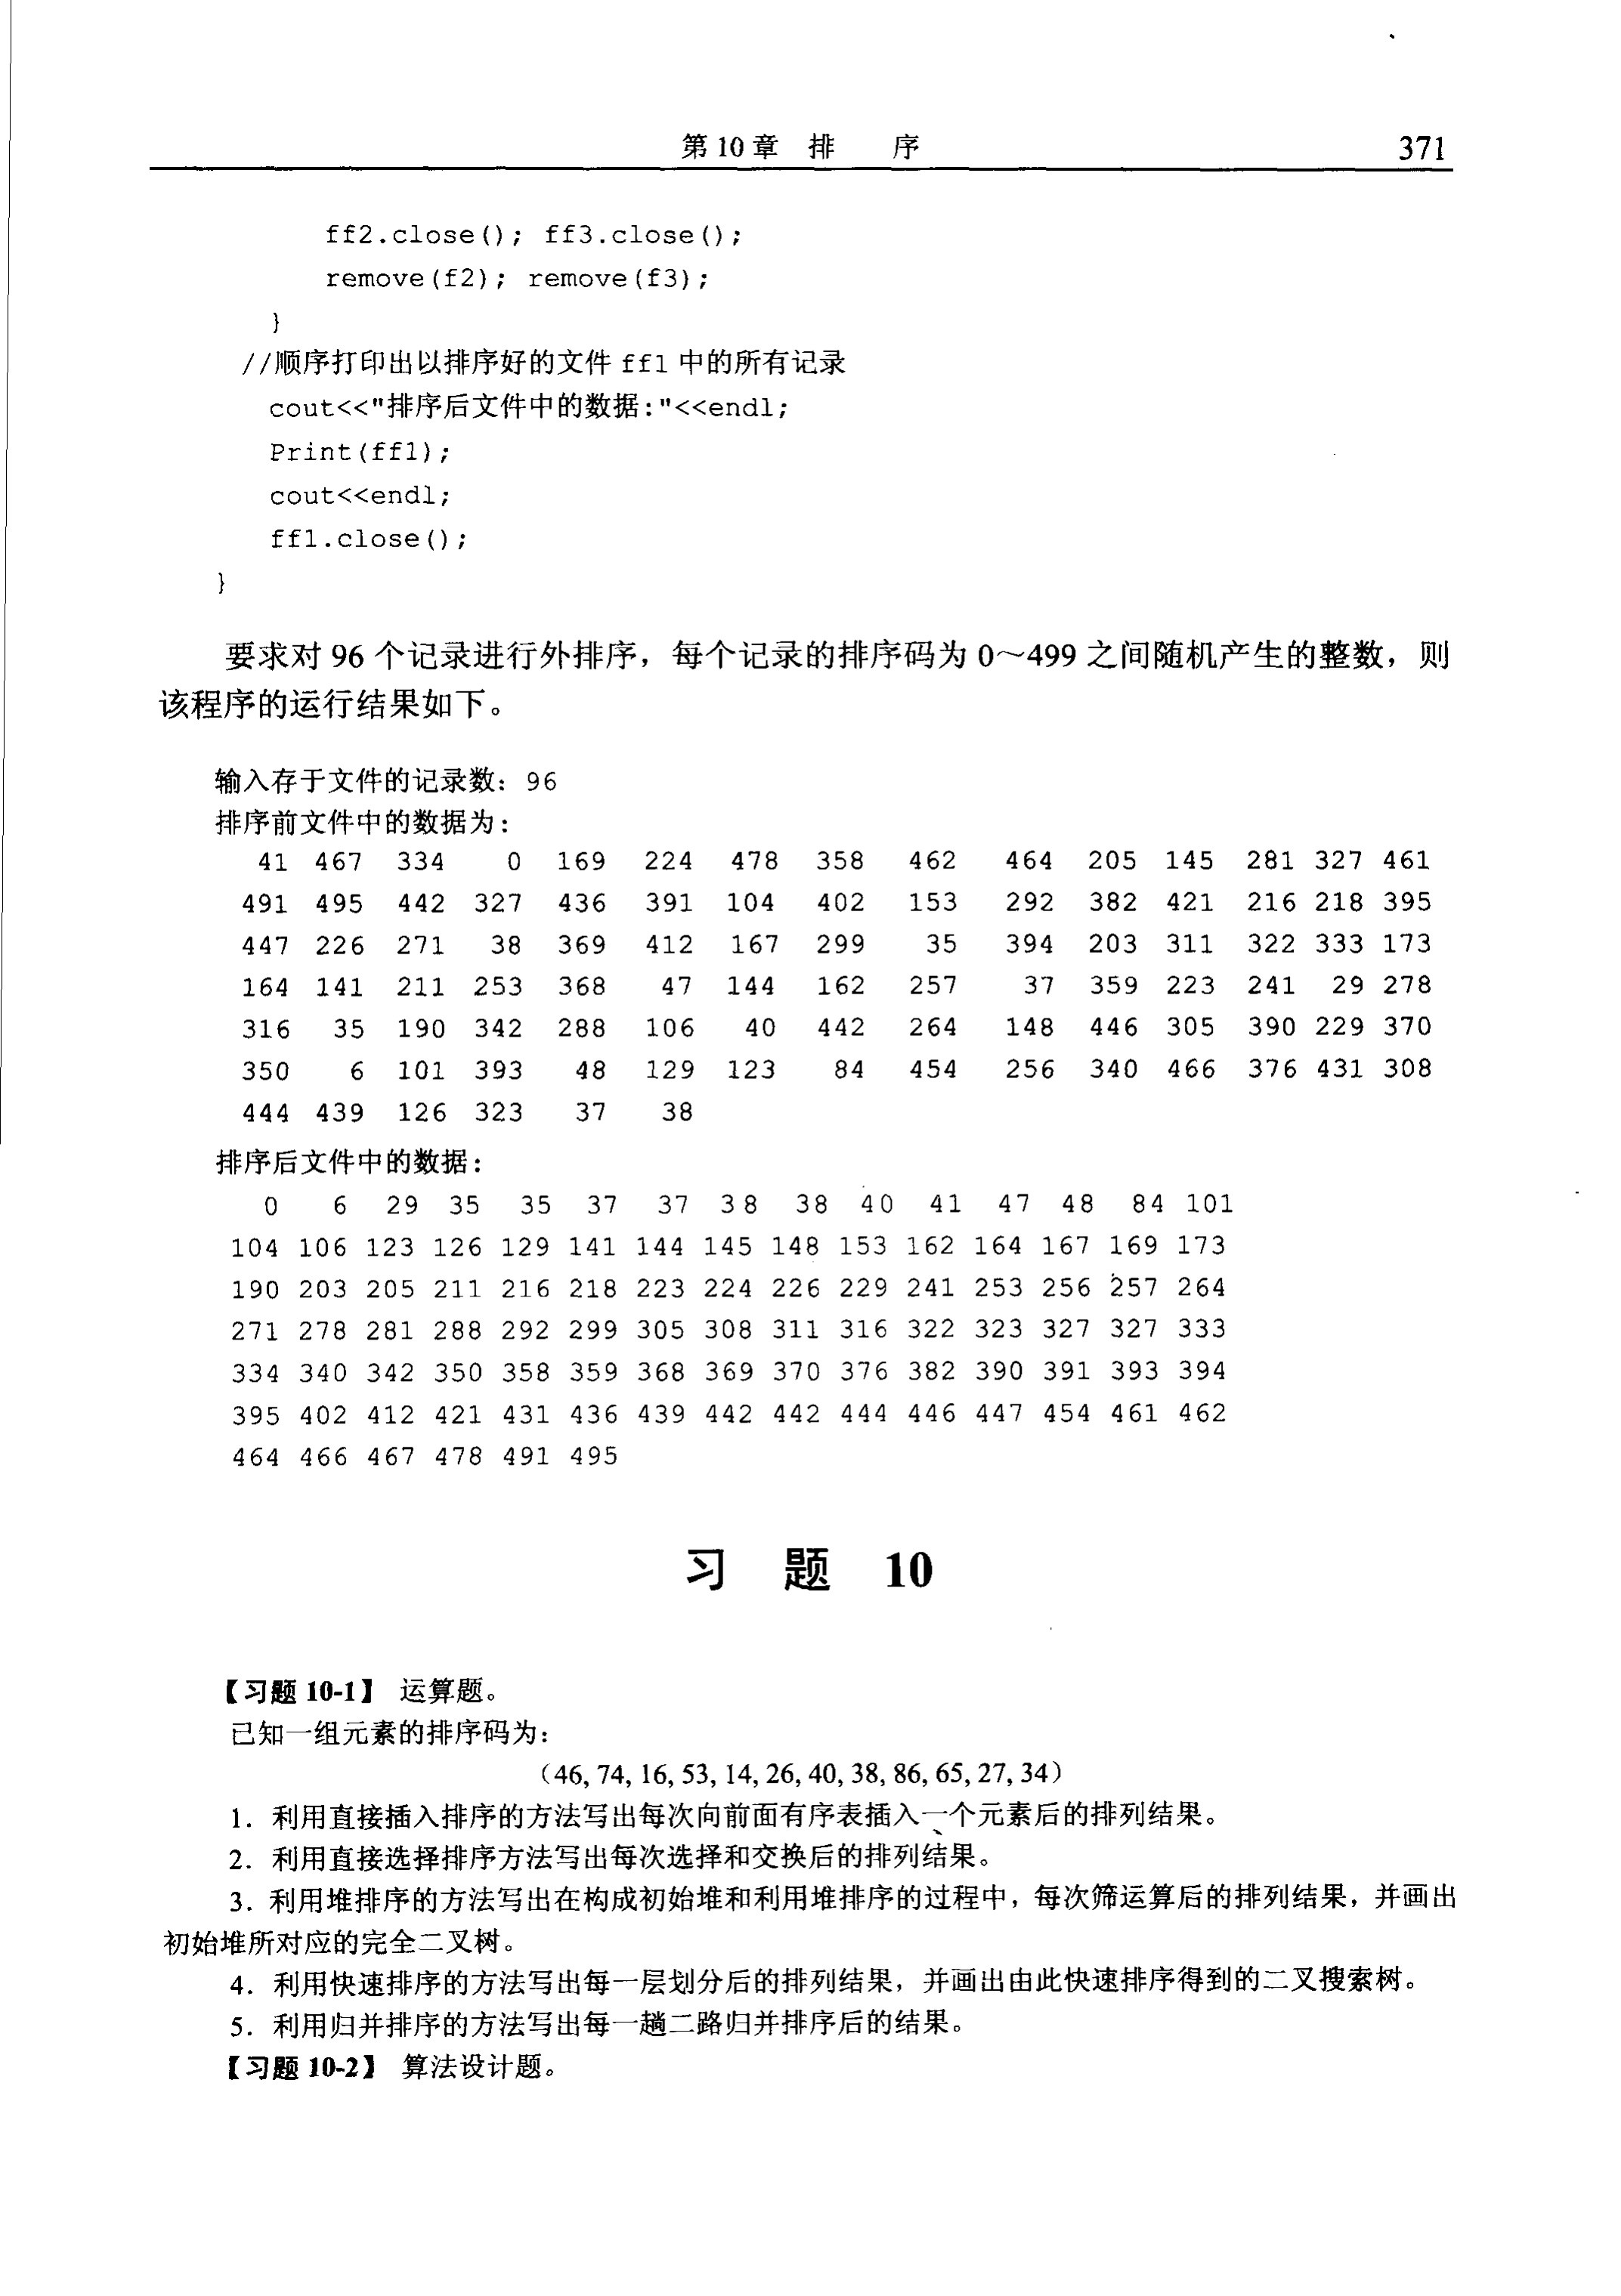 第 10 章 排 序 371
ff2.close(); ff3.close();
remove(f2); remove(f3);
}
//顺序打印出以排序好的文件 ff1 中的所有记录
cout<<"排序后文件中的数据:"<<endl;
Print(ff1);
cout<<endl;
ff1.close();
}
要求对 96 个记录进行外排序，每个记录的排序码为 0～499 之间随机产生的整数，则
该程序的运行结果如下。
输入存于文件的记录数: 96
排序前文件中的数据为:
41 467 334 0 169 224 478 358 462 464 205 145 281 327 461
491 495 442 327 436 391 104 402 153 292 382 421 216 218 395
447 226 271 38 369 412 167 299 35 394 203 311 322 333 173
164 141 211 253 368 47 144 162 257 37 359 223 241 29 278
316 35 190 342 288 106 40 442 264 148 446 305 390 229 370
350 6 101 393 48 129 123 84 454 256 340 466 376 431 308
444 439 126 323 37 38
排序后文件中的数据:
0 6 29 35 35 37 37 38 38 40 41 47 48 84 101
104 106 123 126 129 141 144 145 148 153 162 164 167 169 173
190 203 205 211 216 218 223 224 226 229 241 253 256 257 264
271 278 281 288 292 299 305 308 311 316 322 323 327 327 333
334 340 342 350 358 359 368 369 370 376 382 390 391 393 394
395 402 412 421 431 436 439 442 442 444 446 447 454 461 462
464 466 467 478 491 495
习 题 10
【习题 10-1】 运算题。
已知一组元素的排序码为:
（46, 74, 16, 53, 14, 26, 40, 38, 86, 65, 27, 34）
1．利用直接插入排序的方法写出每次向前面有序表插入一个元素后的排列结果。
2．利用直接选择排序方法写出每次选择和交换后的排列结果。
3．利用堆排序的方法写出在构成初始堆和利用堆排序的过程中，每次筛运算后的排列结果，并画出
初始堆所对应的完全二叉树。
4．利用快速排序的方法写出每一层划分后的排列结果，并画出由此快速排序得到的二叉搜索树。
5．利用归并排序的方法写出每一趟二路归并排序后的结果。
【习题 10-2】 算法设计题。